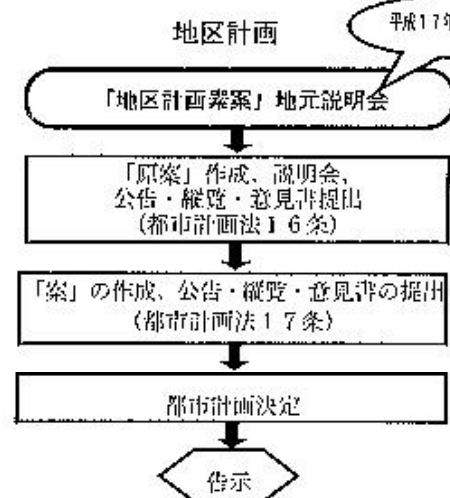 地区計画
平成17年
「地区計画素案」地元説明会
「原案」作成、説明会、
公告・縦覧・意見書提出
(都市計画法16条)
「案」の作成、公告・縦覧・意見書の提出
(都市計画法17条)
都市計画決定
告示